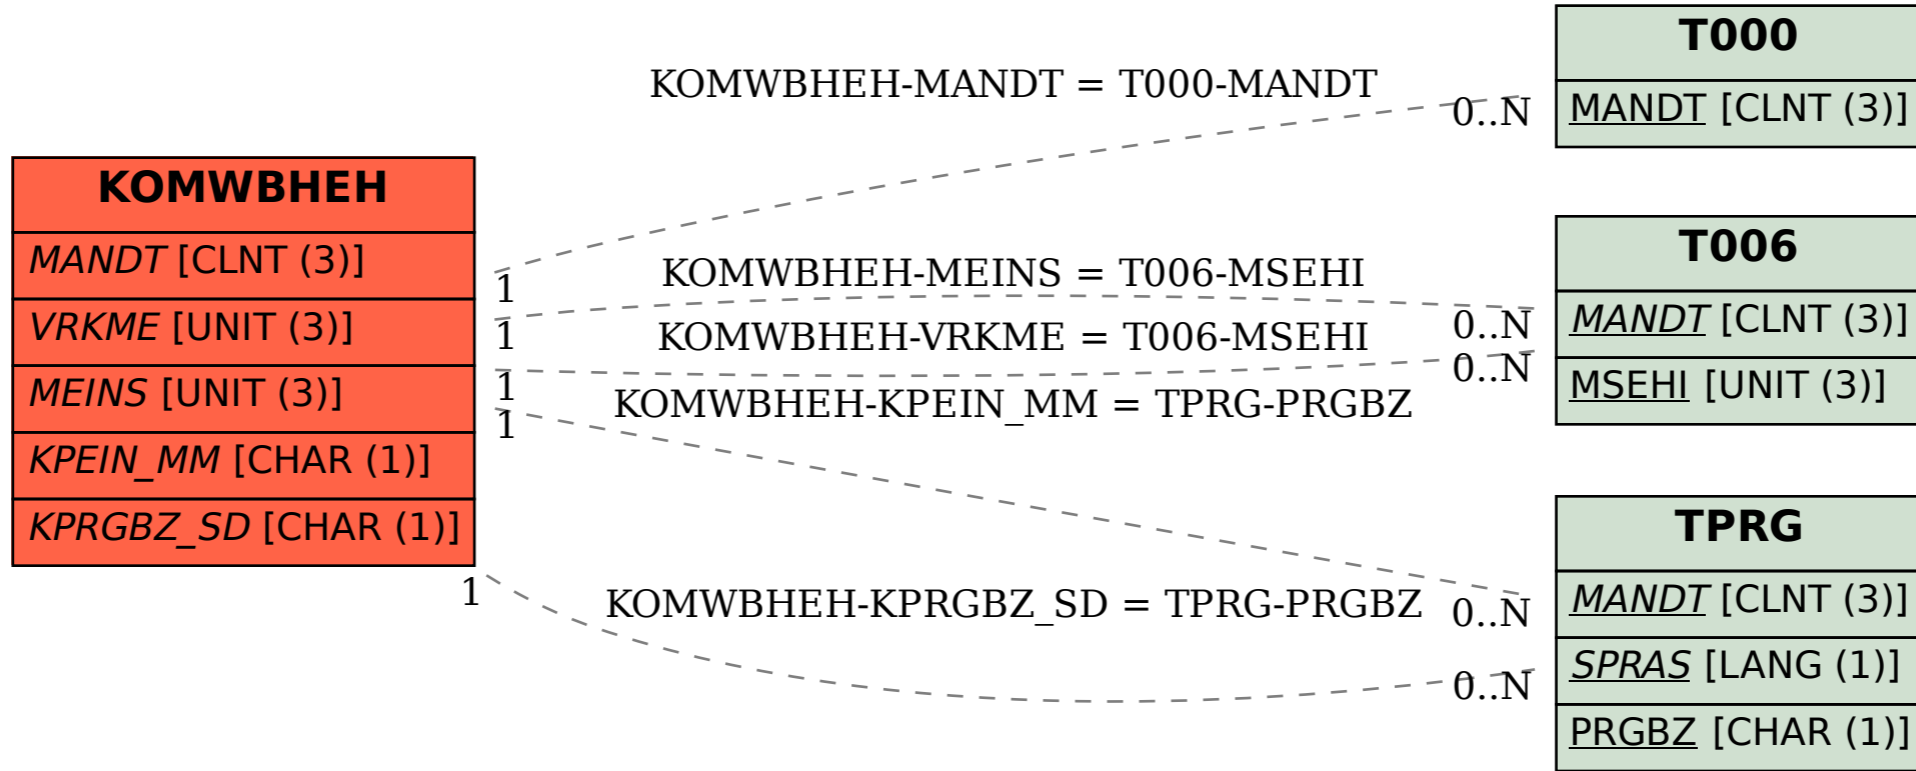 KOMWBHEH
MANDT [CLNT (3)]
VRKME [UNIT (3)]
MEINS [UNIT (3)]
KPEIN_MM [CHAR (1)]
KPRGBZ_SD [CHAR (1)]
KOMWBHEH-MANDT = T000-MANDT
0..N
1
KOMWBHEH-MEINS = T006-MSEHI
1
0..N
KOMWBHEH-VRKME = T006-MSEHI
1
0..N
KOMWBHEH-KPEIN_MM = TPRG-PRGBZ
1
0..N
KOMWBHEH-KPRGBZ_SD = TPRG-PRGBZ
1
0..N
T000
MANDT [CLNT (3)]
T006
MANDT [CLNT (3)]
MSEHI [UNIT (3)]
TPRG
MANDT [CLNT (3)]
SPRAS [LANG (1)]
PRGBZ [CHAR (1)]